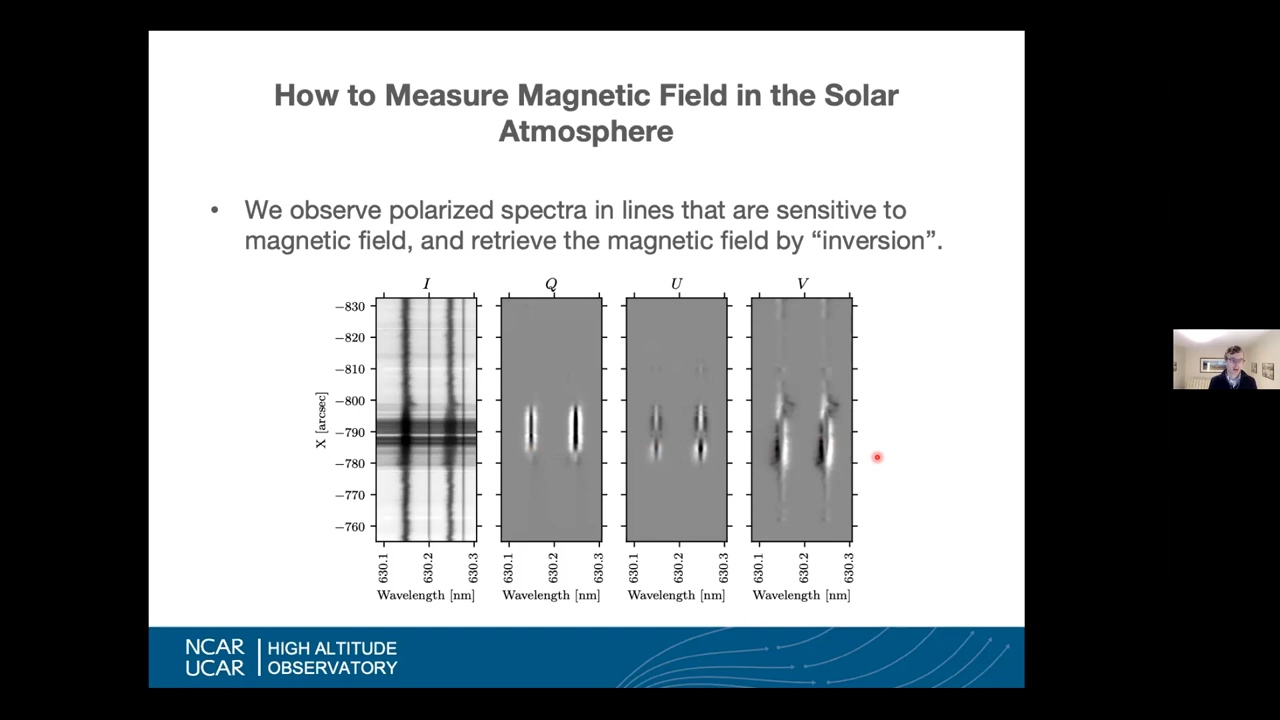 How to Measure Magnetic Field in the Solar
Atmosphere
• We observe polarized spectra in lines that are sensitive to
magnetic field, and retrieve the magnetic field by “inversion”.
I Q U V
X [arcsec]
−830
−820
−810
−800
−790
−780
−770
−760
630.1 630.2 630.3 630.1 630.2 630.3 630.1 630.2 630.3 630.1 630.2 630.3
Wavelength [nm] Wavelength [nm] Wavelength [nm] Wavelength [nm]
NCAR
UCAR
HIGH ALTITUDE
OBSERVATORY